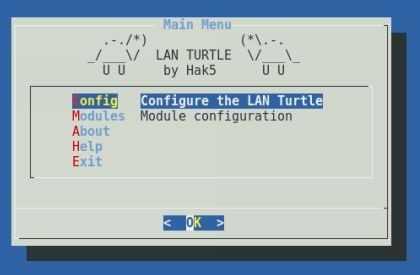 Main Menu
.-./*)            (*\.-.
_/___\/  LAN TURTLE  \/___\_
U U     by Hak5     U U
Config   Configure the LAN Turtle
Modules  Module configuration
About
Help
Exit
<  OK  >